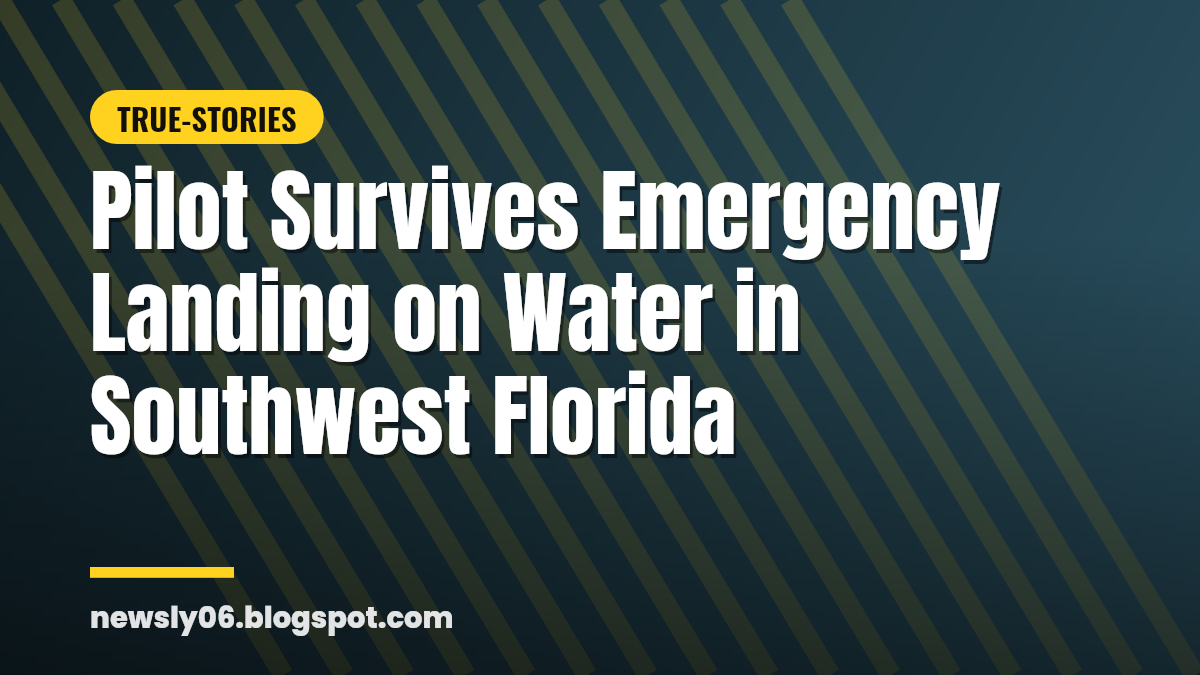 TRUE-STORIES
Pilot Survives Emergency
Landing on Water in
Southwest Florida
newsly06.blogspot.com